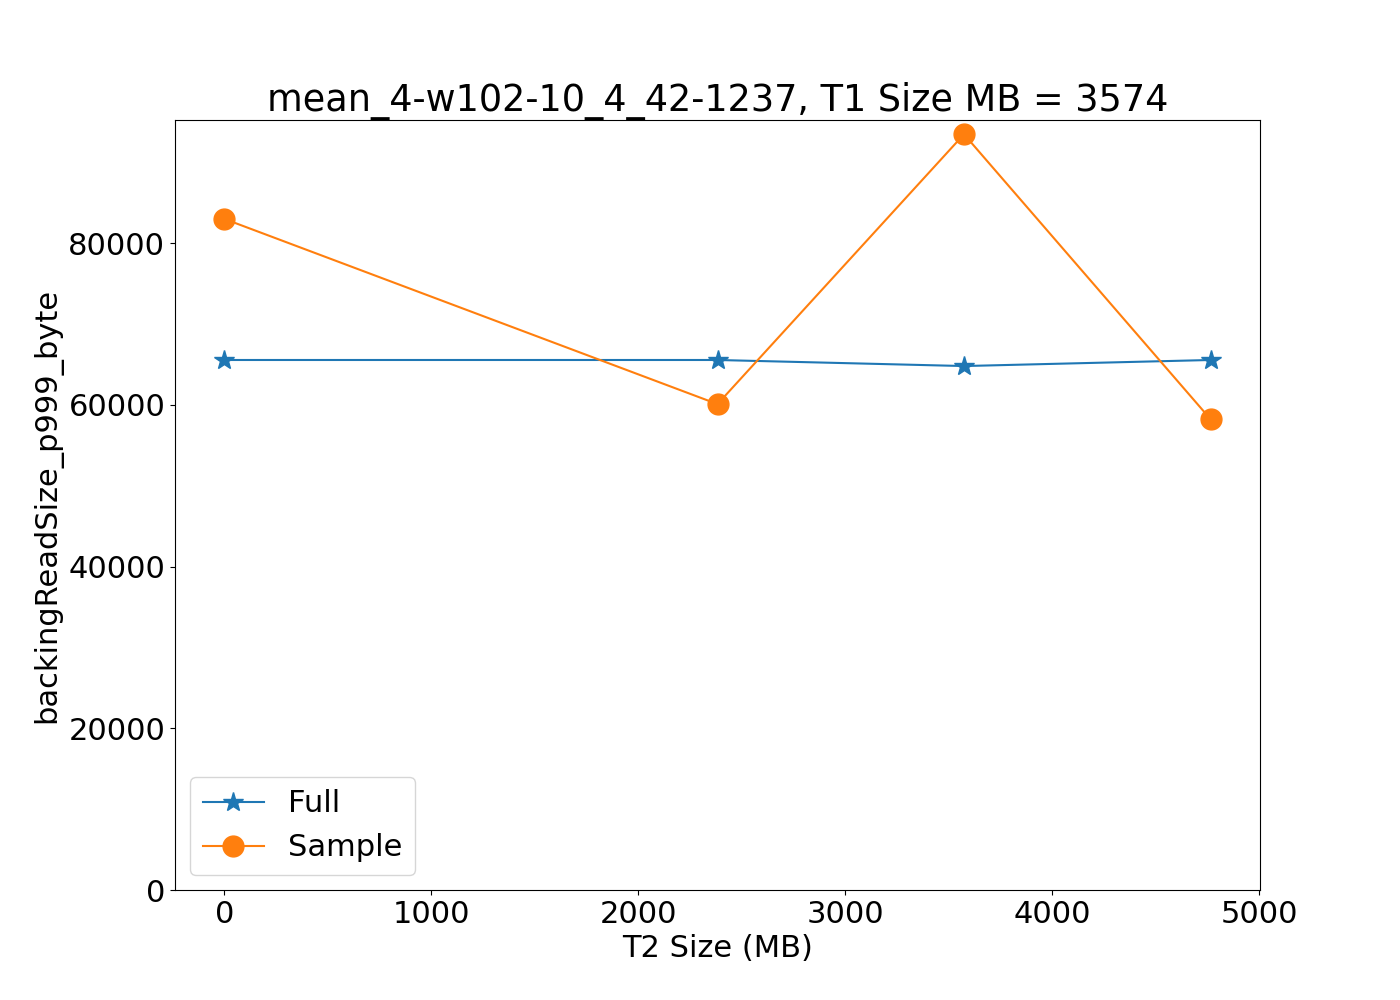 mean_4-w102-10_4_42-1237, T1 Size MB = 3574
backingReadSize_p999_byte
80000
60000
40000
20000
0
Full
Sample
0 1000 2000 3000 4000 5000
T2 Size (MB)